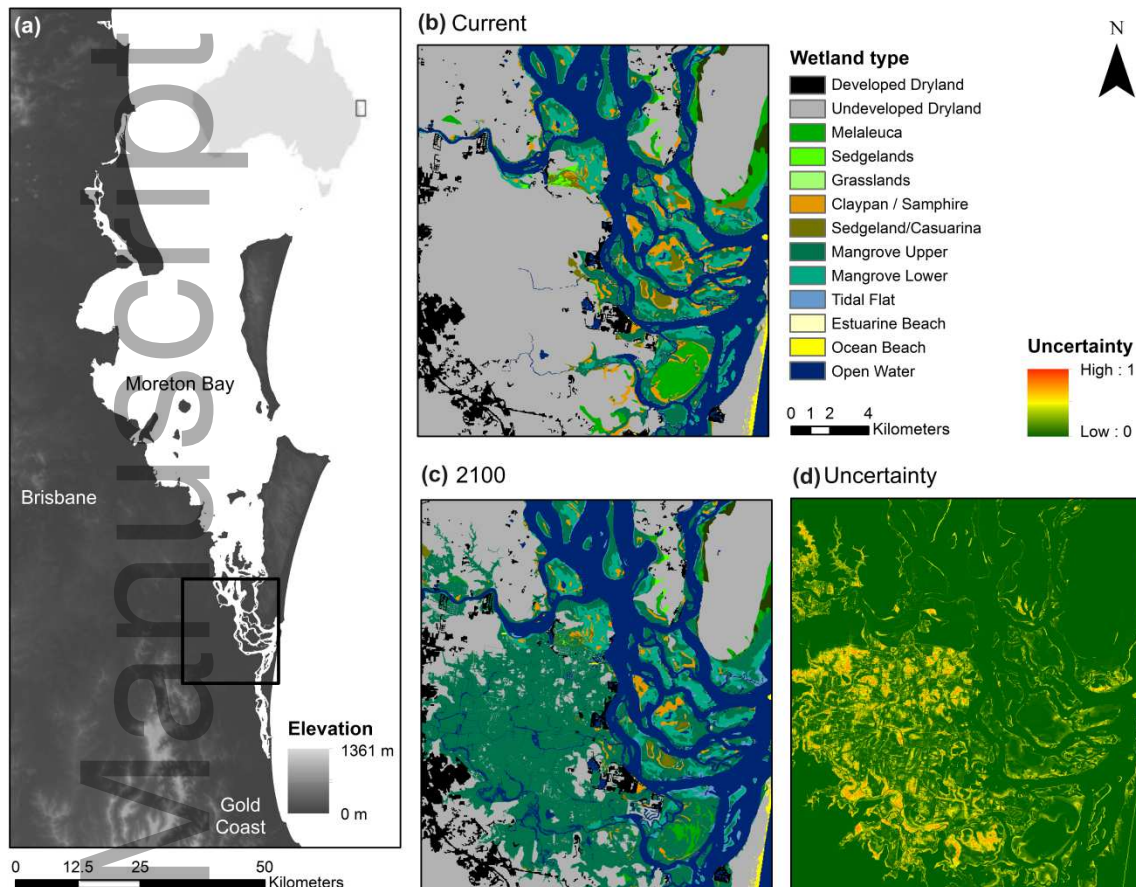 (a)
Manuscript
Moreton Bay
Brisbane
Gold
Coast
Elevation
1361 m
0 m
0 12.5 25 50
Kilometers
(b) Current
Wetland type
Developed Dryland
Undeveloped Dryland
Melaleuca
Sedgelands
Grasslands
Claypan / Samphire
Sedgeland/Casuarina
Mangrove Upper
Mangrove Lower
Tidal Flat
Estuarine Beach
Ocean Beach
Open Water
0 1 2 4
Kilometers
N
Uncertainty
High : 1
Low : 0
(c) 2100
(d) Uncertainty